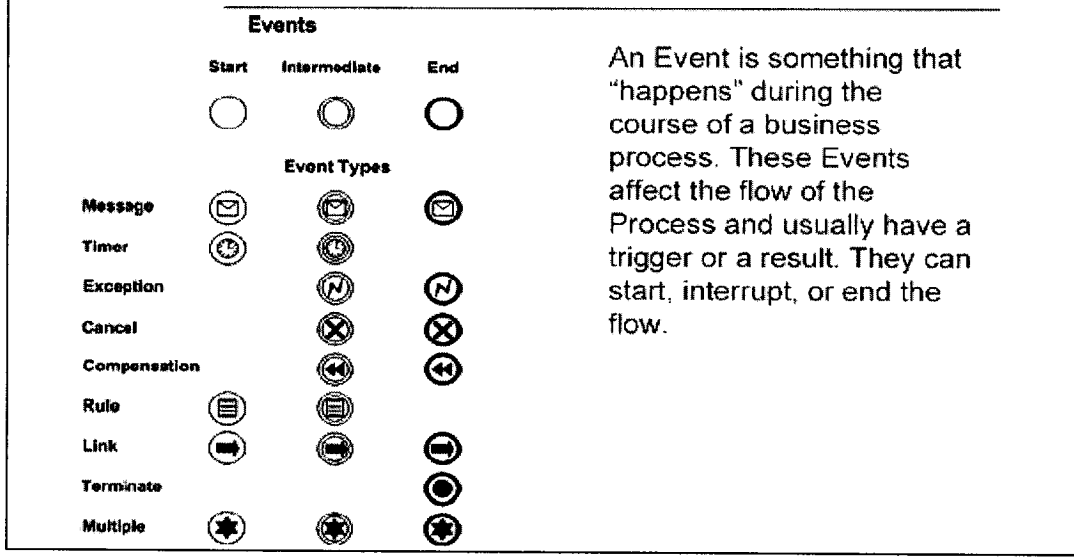 Events
Start Intermediate End
Event Types
Message
Timer
Exception
Cancel
Compensation
Rule
Link
Terminate
Multiple
An Event is something that
"happens" during the
course of a business
process. These Events
affect the flow of the
Process and usually have a
trigger or a result. They can
start, interrupt, or end the
flow.